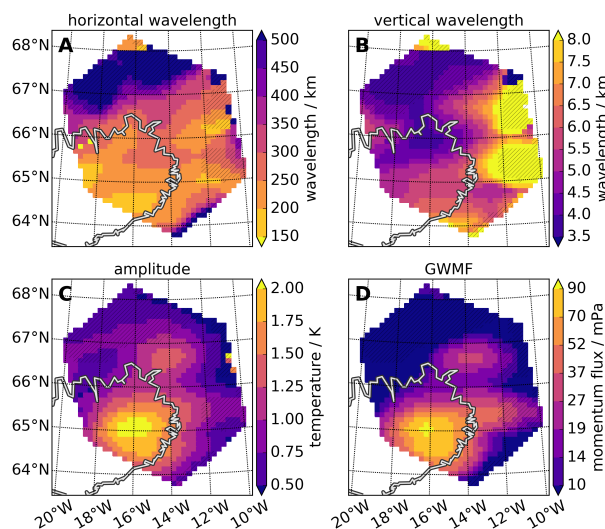 horizontal wavelength
vertical wavelength
A
B
68°N
67°N
66°N
65°N
64°N
500
450
400
350
300
250
200
150
wavelength / km
8.0
7.5
7.0
6.5
6.0
5.5
5.0
4.5
4.0
3.5
wavelength / km
amplitude
GWMF
C
D
68°N
67°N
66°N
65°N
64°N
2.00
1.75
1.50
1.25
1.00
0.75
0.50
temperature / K
90
70
52
37
27
19
14
10
momentum flux / mPa
20°W 18°W 16°W 14°W 12°W 10°W
20°W 18°W 16°W 14°W 12°W 10°W